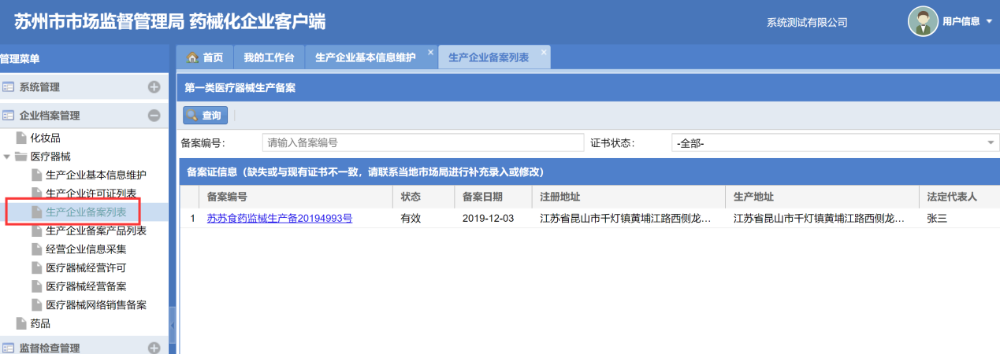 苏州市市场监督管理局 药械化企业客户端
系统测试有限公司
用户信息
管理菜单
首页
我的工作台
生产企业基本信息维护
生产企业备案列表
系统管理
企业档案管理
化妆品
医疗器械
生产企业基本信息维护
生产企业许可证列表
生产企业备案列表
生产企业备案产品列表
经营企业信息采集
医疗器械经营许可
医疗器械经营备案
医疗器械网络销售备案
药品
监督检查管理
第一类医疗器械生产备案
查询
备案编号： 请输入备案编号 证书状态： -全部-
备案证信息（缺失或与现有证书不一致，请联系当地市场局进行补充录入或修改）
备案编号 状态 备案日期 注册地址 生产地址 法定代表人
1 苏苏食药监械生产备20194993号 有效 2019-12-03 江苏省昆山市千灯镇黄埔江路西侧龙... 江苏省昆山市千灯镇黄埔江路西侧龙... 张三